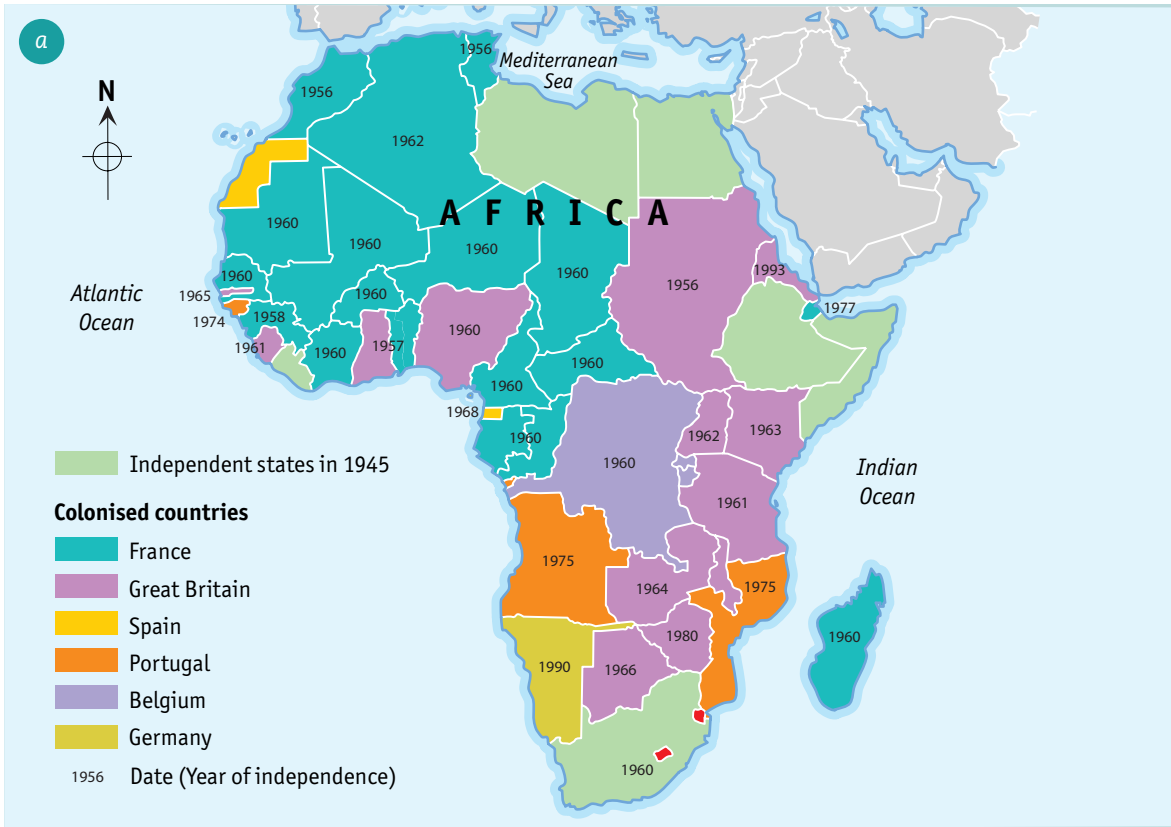 a
N
Mediterranean
Sea
1956
1956
1962
AFRICA
1960
1960
1960
1960
1956
1993
1977
1960
1965
1974
1958
1961
1960
1960
1957
1960
1960
1960
1968
1960
Atlantic
Ocean
1962
1963
1960
1961
Indian
Ocean
1975
1964
1975
1980
1990
1966
1960
1960
Independent states in 1945
Colonised countries
France
Great Britain
Spain
Portugal
Belgium
Germany
1956 Date (Year of independence)